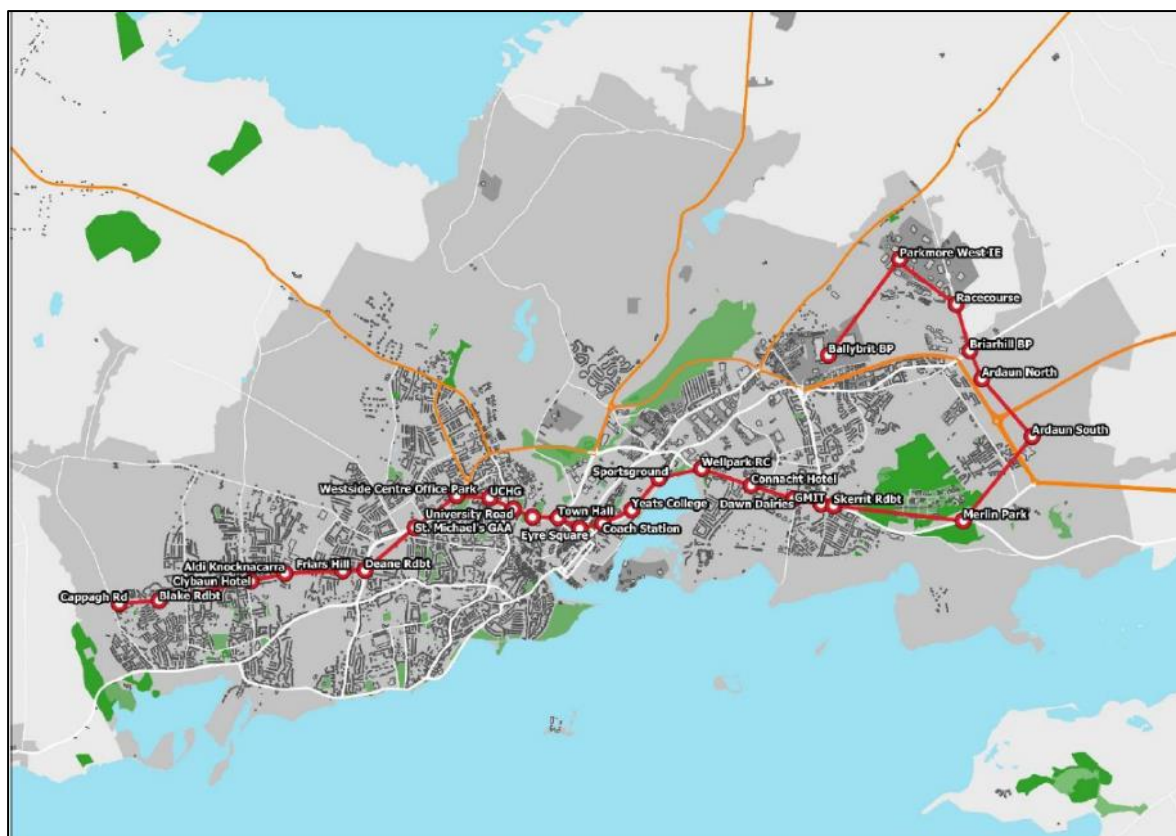 Parkmore West IE
Racecourse
Ballybrit BP
Briarhill BP
Ardaun North
Ardaun South
Sportsground
Wellpark RC
Connacht Hotel
Westside Centre Office Park
UCHG
Dawn Dairies
GMIT
Skerrit Rdbt
University Road
Town Hall
Yeats College
St. Michael's GAA
Eyre Square
Coach Station
Merlin Park
Aldi Knocknacarra
Friars Hill
Deane Rdbt
Clybaun Hotel
Cappagh Rd
Blake Rdbt